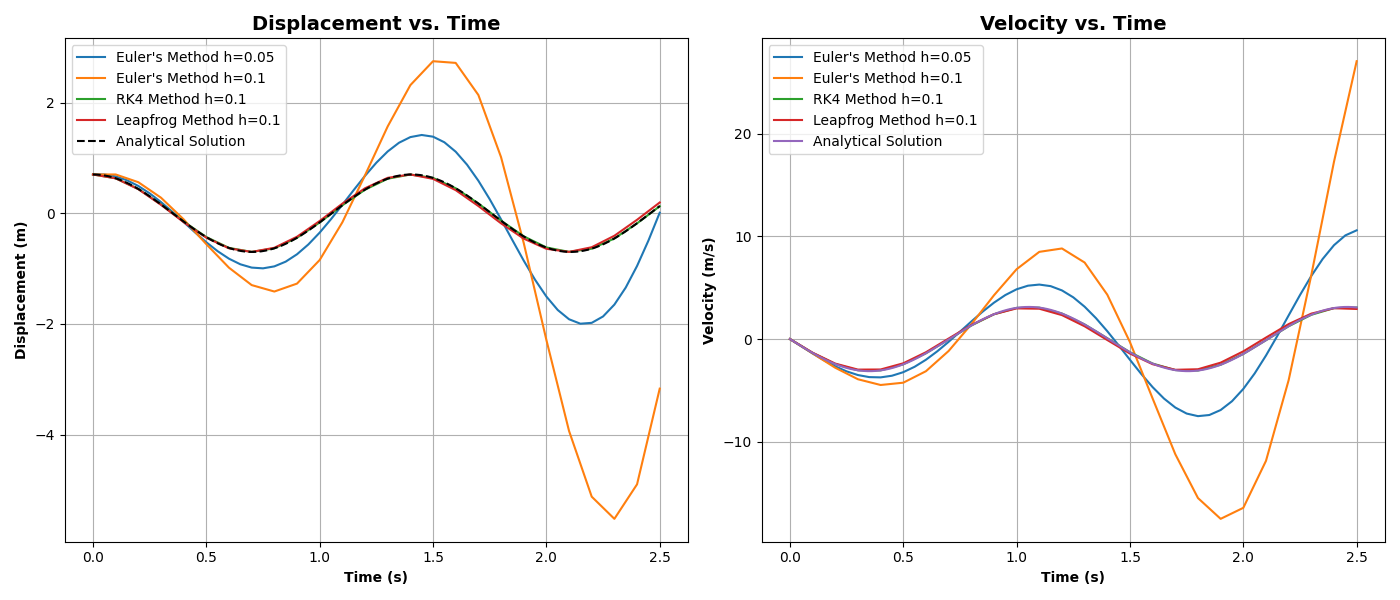 Displacement vs. Time
Euler's Method h=0.05
Euler's Method h=0.1
RK4 Method h=0.1
Leapfrog Method h=0.1
Analytical Solution
Displacement (m)
2
0
−2
−4
0.0 0.5 1.0 1.5 2.0 2.5
Time (s)
Velocity vs. Time
Euler's Method h=0.05
Euler's Method h=0.1
RK4 Method h=0.1
Leapfrog Method h=0.1
Analytical Solution
Velocity (m/s)
20
10
0
−10
0.0 0.5 1.0 1.5 2.0 2.5
Time (s)